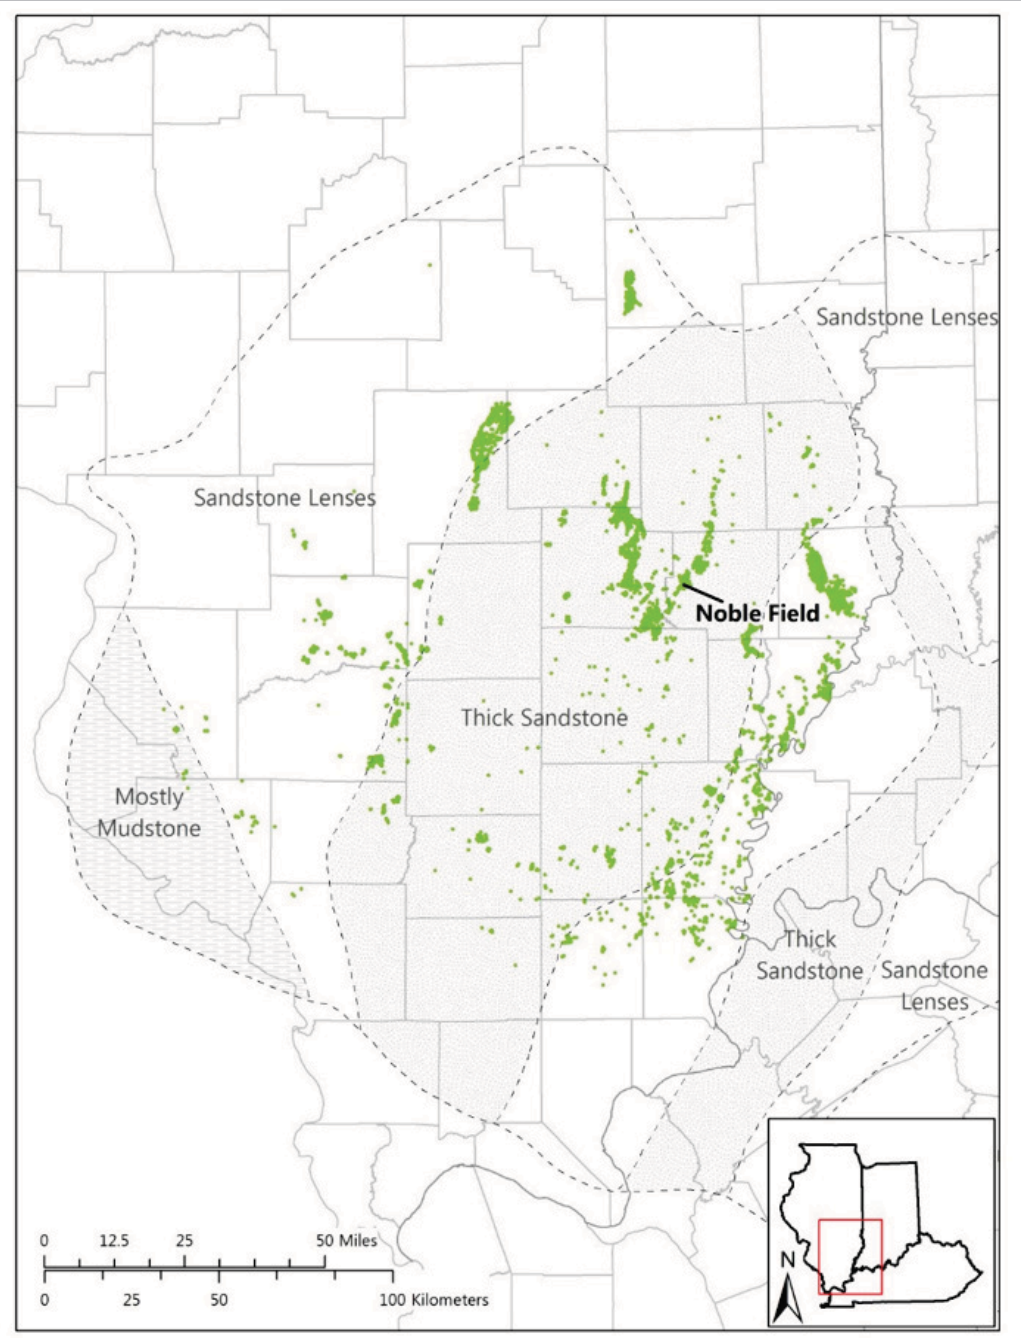 Sandstone Lenses
Sandstone Lenses
Noble Field
Thick Sandstone
Mostly
Mudstone
Thick
Sandstone
Sandstone
Lenses
0 12.5 25 50 Miles
0 25 50 100 Kilometers
N